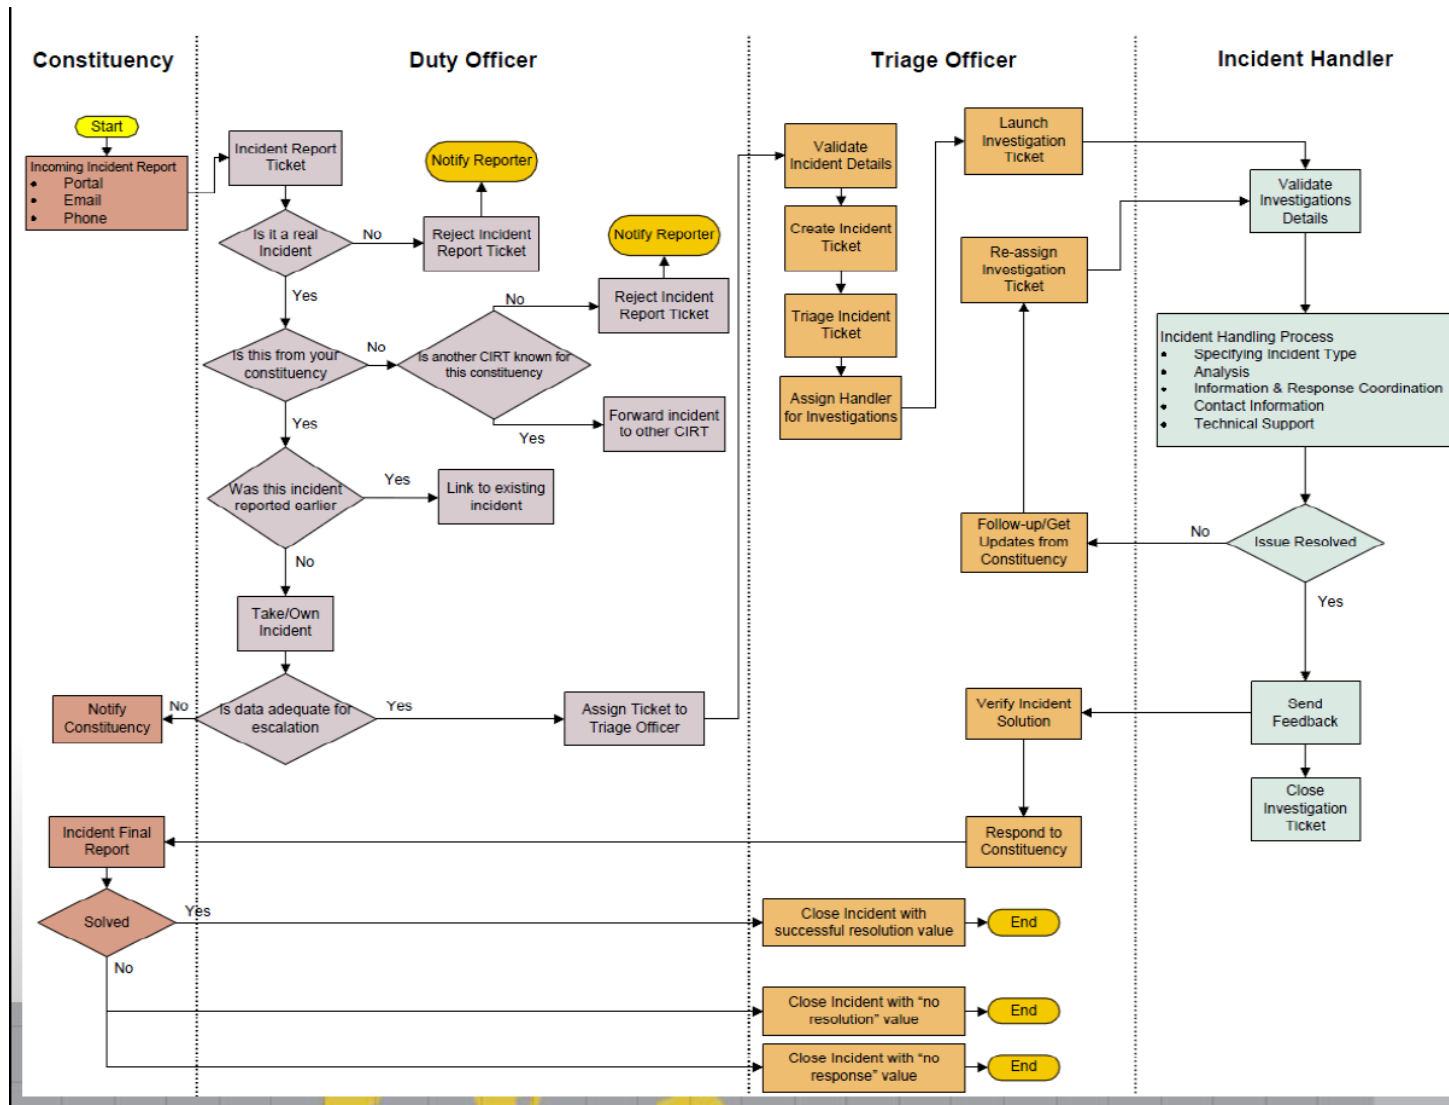 Constituency
Duty Officer
Triage Officer
Incident Handler
Start
Incoming Incident Report
• Portal
• Email
• Phone
Incident Report
Ticket
Notify Reporter
Is it a real
Incident
No
Reject Incident
Report Ticket
Yes
Notify Reporter
Is this from your
constituency
No
Is another CIRT known for
this constituency
No
Reject Incident
Report Ticket
Yes
Forward incident
to other CIRT
Yes
Was this incident
reported earlier
Yes
Link to existing
incident
No
Take/Own
Incident
Is data adequate for
escalation
No
Notify
Constituency
Yes
Assign Ticket to
Triage Officer
Validate
Incident Details
Create Incident
Ticket
Triage Incident
Ticket
Assign Handler
for Investigations
Launch
Investigation
Ticket
Re-assign
Investigation
Ticket
Follow-up/Get
Updates from
Constituency
Validate
Investigations
Details
Incident Handling Process
• Specifying Incident Type
• Analysis
• Information & Response Coordination
• Contact Information
• Technical Support
Issue Resolved
No
Yes
Send
Feedback
Close
Investigation
Ticket
Verify Incident
Solution
Respond to
Constituency
Incident Final
Report
Solved
Yes
Close Incident with
successful resolution value
End
No
Close Incident with “no
resolution” value
End
Close Incident with “no
response” value
End